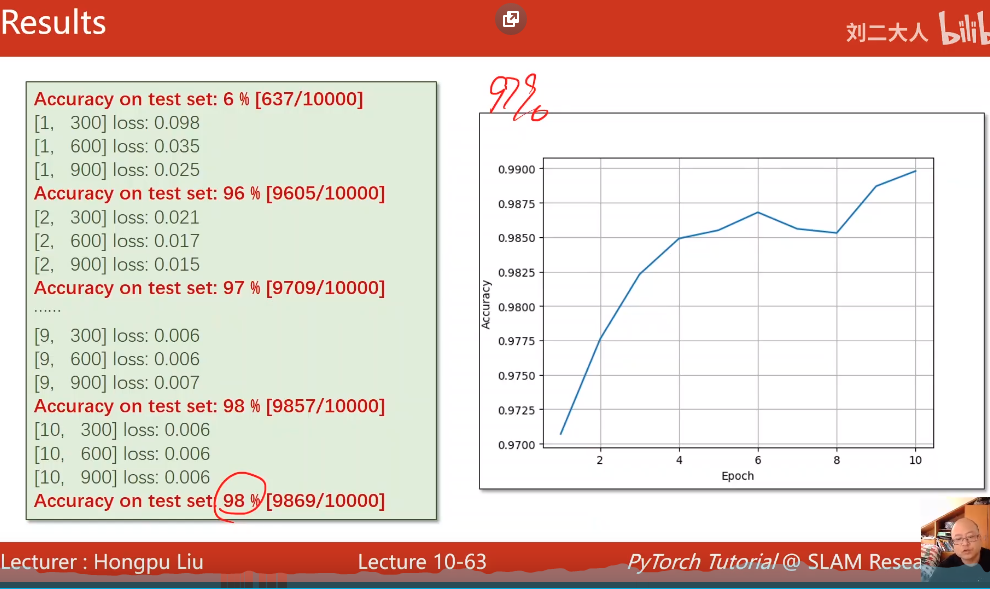 Results
刘二大人
bilib
Accuracy on test set: 6 % [637/10000]
[1, 300] loss: 0.098
[1, 600] loss: 0.035
[1, 900] loss: 0.025
Accuracy on test set: 96 % [9605/10000]
[2, 300] loss: 0.021
[2, 600] loss: 0.017
[2, 900] loss: 0.015
Accuracy on test set: 97 % [9709/10000]
……
[9, 300] loss: 0.006
[9, 600] loss: 0.006
[9, 900] loss: 0.007
Accuracy on test set: 98 % [9857/10000]
[10, 300] loss: 0.006
[10, 600] loss: 0.006
[10, 900] loss: 0.006
Accuracy on test set: 98 % [9869/10000]
97%
0.9900
0.9875
0.9850
0.9825
0.9800
0.9775
0.9750
0.9725
0.9700
Accuracy
2 4 6 8 10
Epoch
Lecturer : Hongpu Liu
Lecture 10-63
PyTorch Tutorial @ SLAM Resea